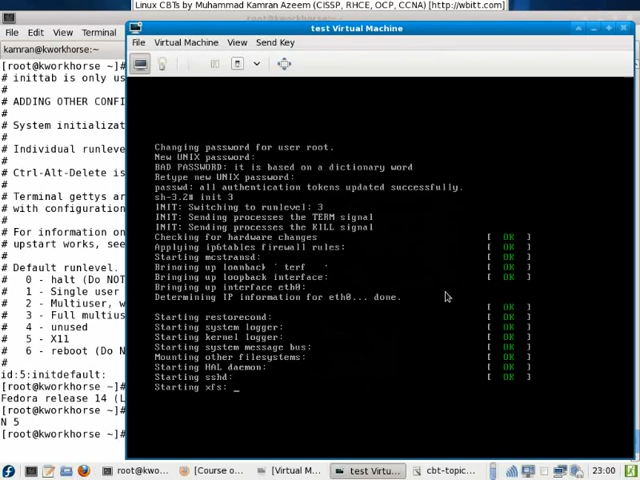 Linux CBTs by Muhammad Kamran Azeem (CISSP, RHCE, OCP, CCNA) [http://wbitt.com]
root@kworkhorse:~
File Edit View Search Terminal
kamran@kworkhorse:~
[root@kworkhorse ~]#
# inittab is only us
#
# ADDING OTHER CONFI
#
# System initializat
#
# Individual runleve
#
# Ctrl-Alt-Delete is
#
# Terminal gettys ar
# with configuration
#
# For information on
# upstart works, see
#
# Default runlevel.
#   0 - halt (Do NOT
#   1 - Single user
#   2 - Multiuser, w
#   3 - Full multius
#   4 - unused
#   5 - X11
#   6 - reboot (Do N
#
id:5:initdefault:
[root@kworkhorse ~]#
Fedora release 14 (L
[root@kworkhorse ~]#
N 5
[root@kworkhorse ~]#
test Virtual Machine
File Virtual Machine View Send Key
Changing password for user root.
New UNIX password:
BAD PASSWORD: it is based on a dictionary word
Retype new UNIX password:
passwd: all authentication tokens updated successfully.
sh-3.2# init 3
INIT: Switching to runlevel: 3
INIT: Sending processes the TERM signal
INIT: Sending processes the KILL signal
Checking for hardware changes [ OK ]
Applying ip6tables firewall rules: [ OK ]
Starting mcstransd: [ OK ]
Bringing up loopback [ OK ]
Bringing up loopback interface: [ OK ]
Bringing up interface eth0:
Determining IP information for eth0... done.
[ OK ]
Starting restorecond: [ OK ]
Starting system logger: [ OK ]
Starting kernel logger: [ OK ]
Starting system message bus: [ OK ]
Mounting other filesystems: [ OK ]
Starting HAL daemon: [ OK ]
Starting sshd: [ OK ]
Starting xfs: _
root@kwo... [Course o... [Virtual M... test Virtu... cbt-topic... 23:00